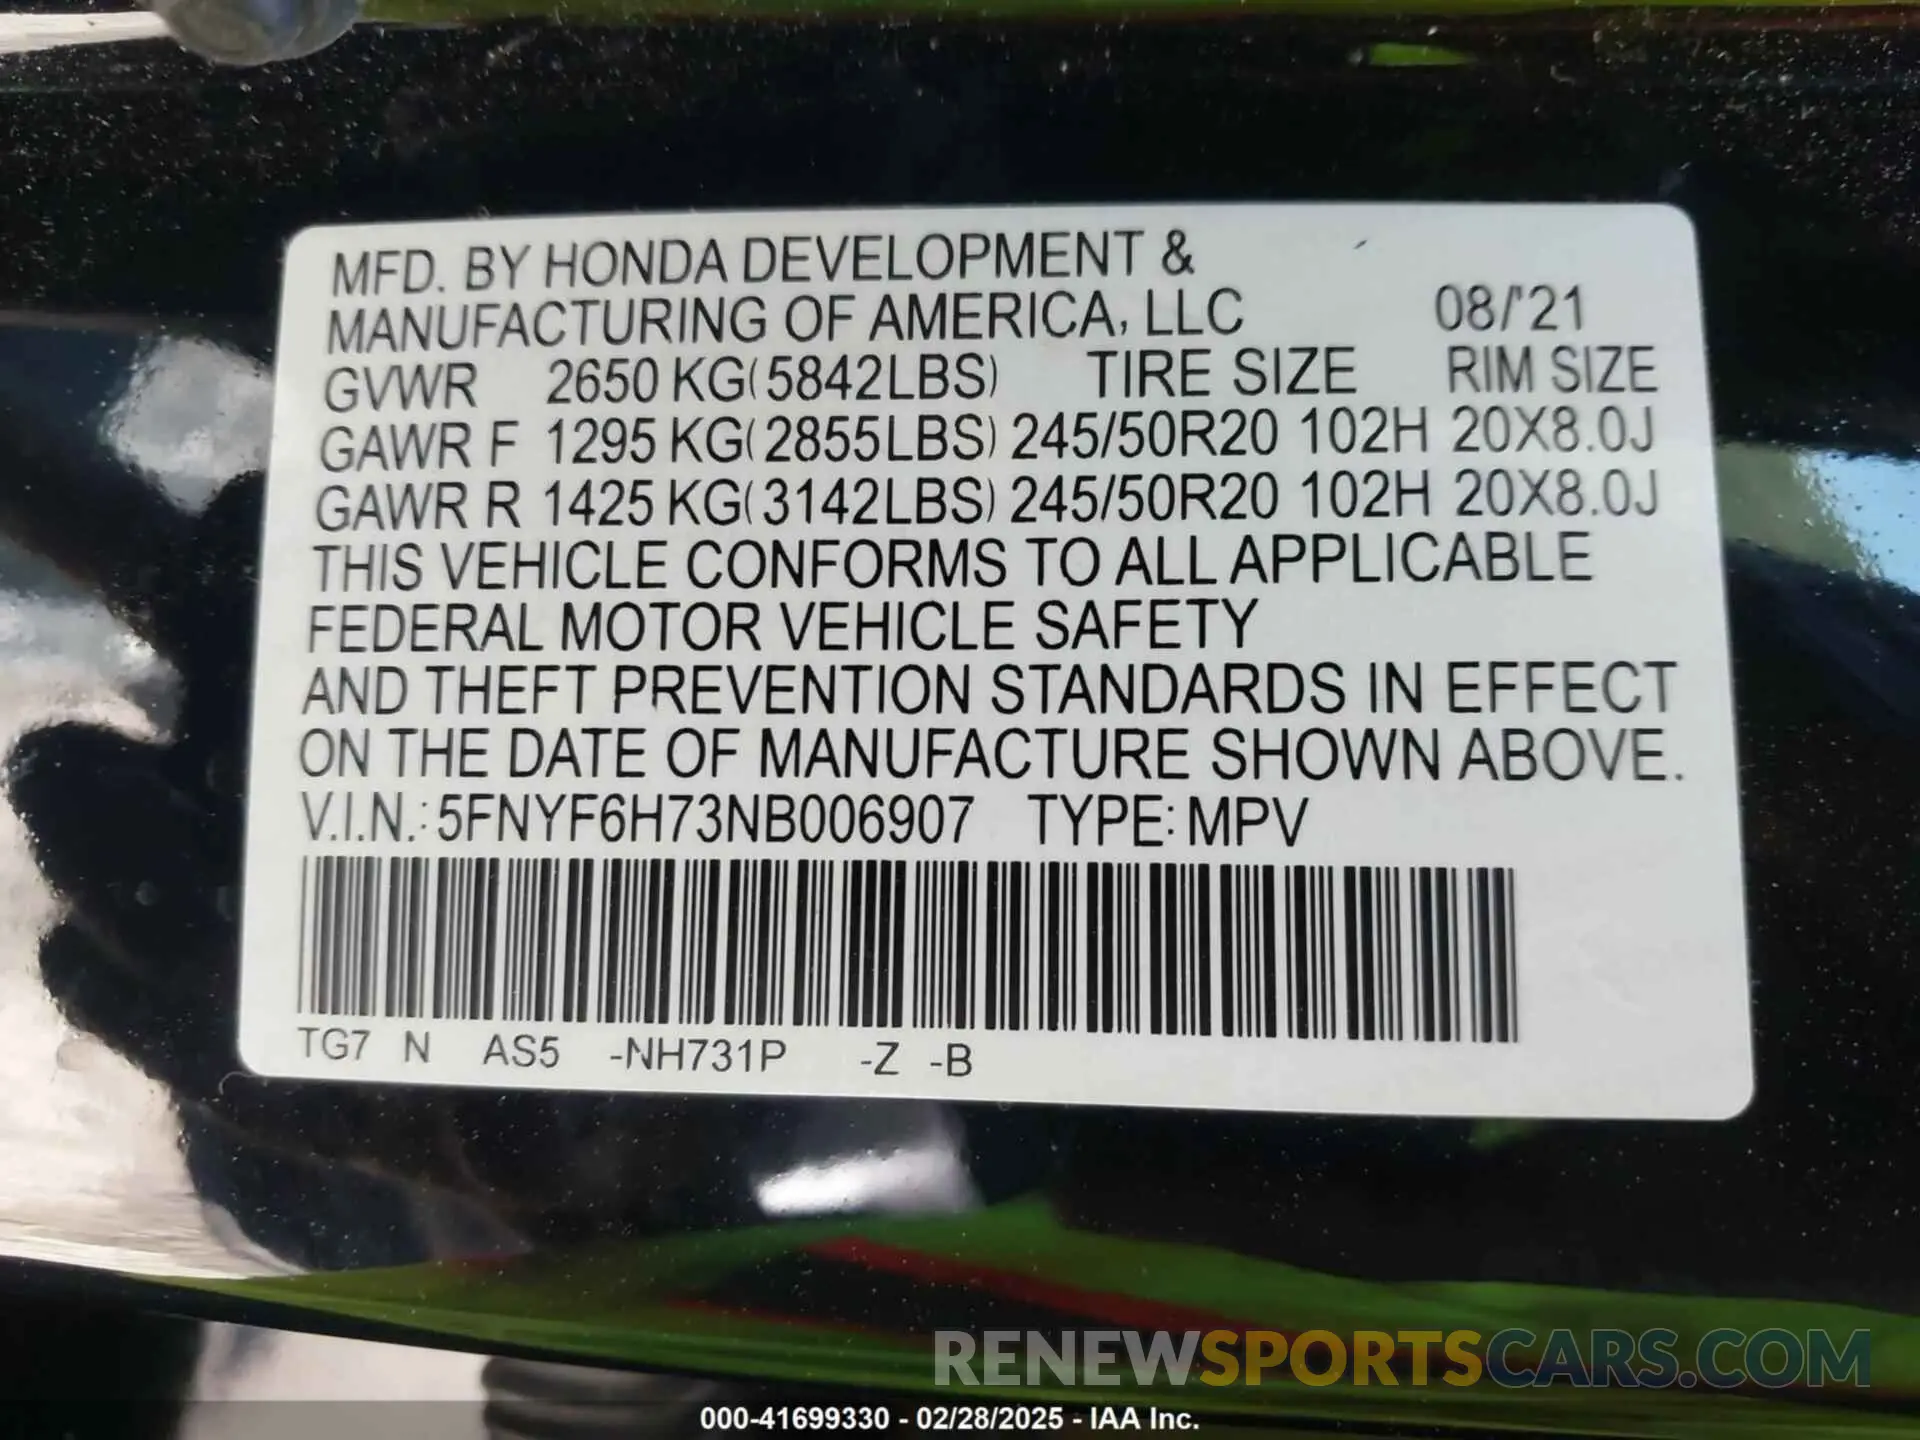 MFD. BY HONDA DEVELOPMENT &
MANUFACTURING OF AMERICA, LLC 08/'21
GVWR 2650 KG(5842LBS) TIRE SIZE RIM SIZE
GAWR F 1295 KG(2855LBS) 245/50R20 102H 20X8.0J
GAWR R 1425 KG(3142LBS) 245/50R20 102H 20X8.0J
THIS VEHICLE CONFORMS TO ALL APPLICABLE
FEDERAL MOTOR VEHICLE SAFETY
AND THEFT PREVENTION STANDARDS IN EFFECT
ON THE DATE OF MANUFACTURE SHOWN ABOVE.
V.I.N.: 5FNYF6H73NB006907 TYPE: MPV
TG7 N AS5 -NH731P -Z -B
RENEWSPORTSCARS.COM
000-41699330 - 02/28/2025 - IAA Inc.